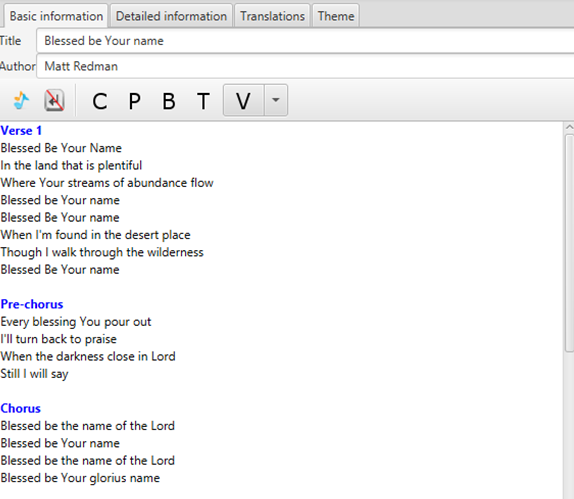 Basic information Detailed information Translations Theme
Title Blessed be Your name
Author Matt Redman
C P B T V
Verse 1
Blessed Be Your Name
In the land that is plentiful
Where Your streams of abundance flow
Blessed be Your name
Blessed Be Your name
When I'm found in the desert place
Though I walk through the wilderness
Blessed Be Your name
Pre-chorus
Every blessing You pour out
I'll turn back to praise
When the darkness close in Lord
Still I will say
Chorus
Blessed be the name of the Lord
Blessed be Your name
Blessed be the name of the Lord
Blessed be Your glorius name